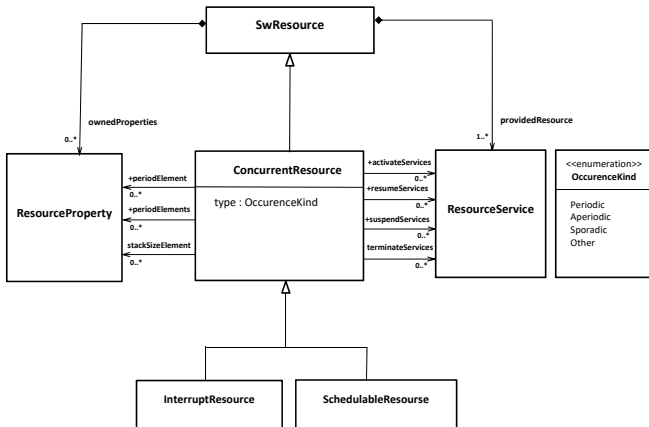 SwResource
ownedProperties
0..*
providedResource
1..*
ResourceProperty
+periodElement
0..*
+periodElements
0..*
stackSizeElement
0..*
ConcurrentResource
type : OccurenceKind
+activateServices
0..*
+resumeServices
0..*
+suspendServices
0..*
terminateServices
0..*
ResourceService
<<enumeration>>
OccurenceKind
Periodic
Aperiodic
Sporadic
Other
InterruptResource
SchedulableResourse